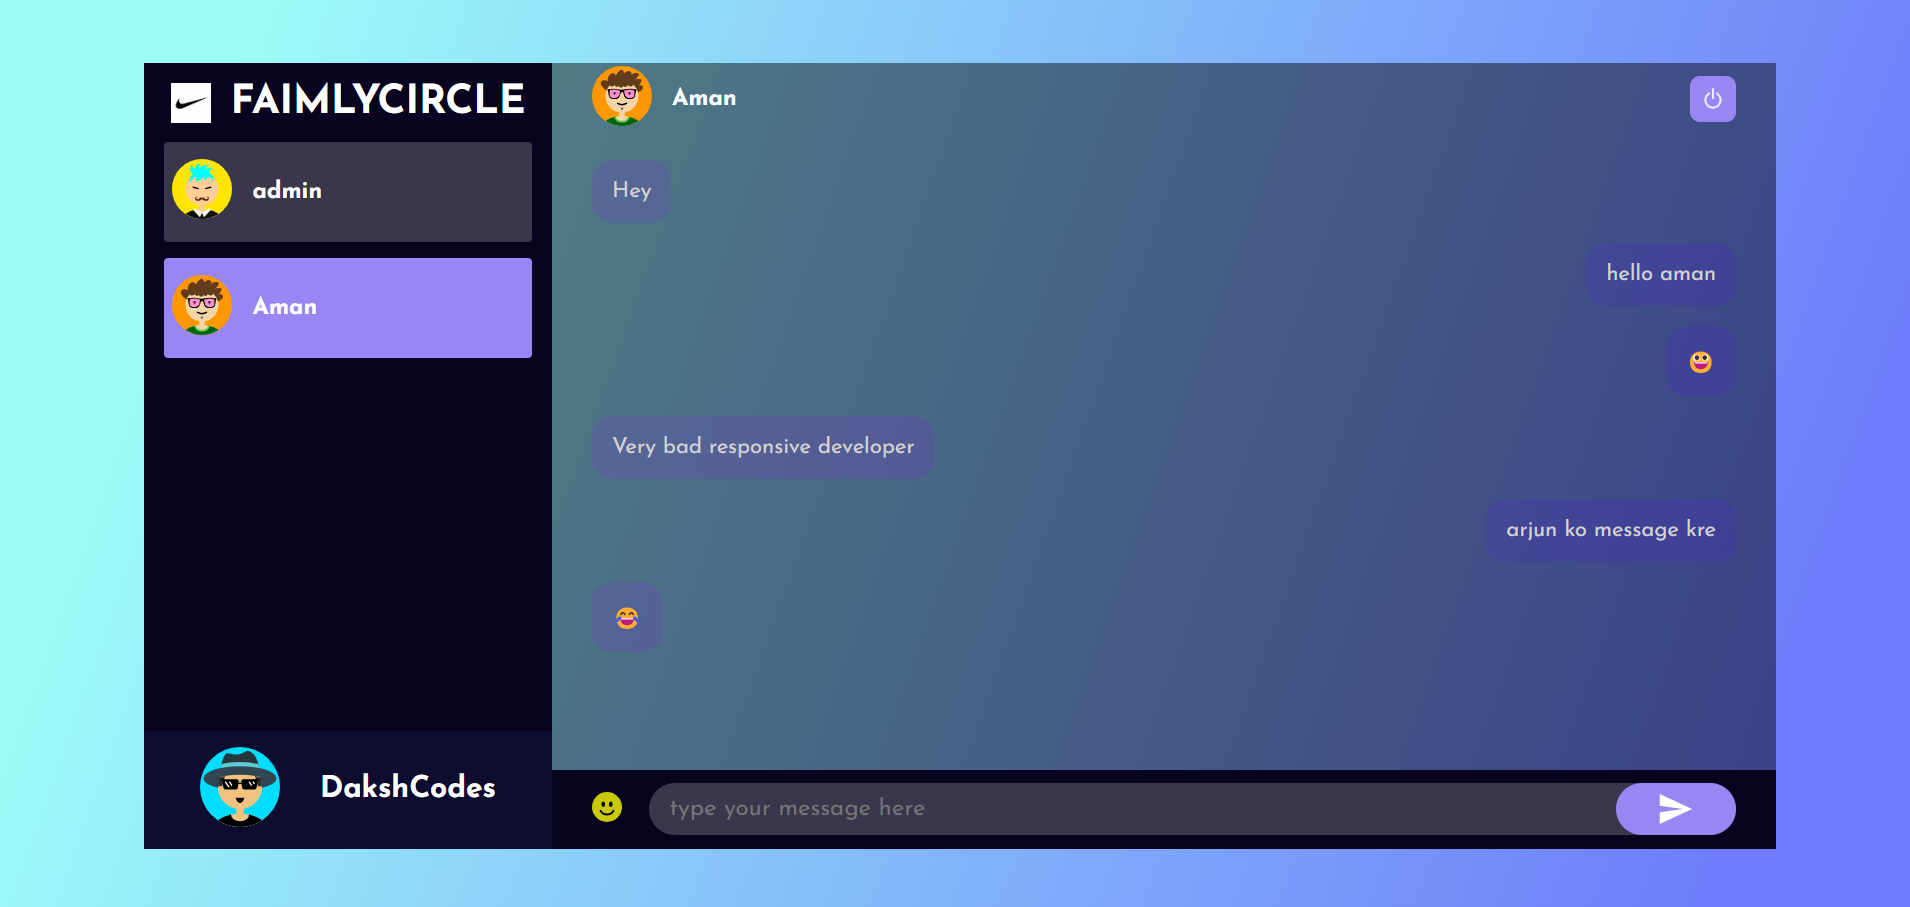 FAIMLYCIRCLE
admin
Aman
DakshCodes
Aman
Hey
hello aman
Very bad responsive developer
arjun ko message kre
type your message here